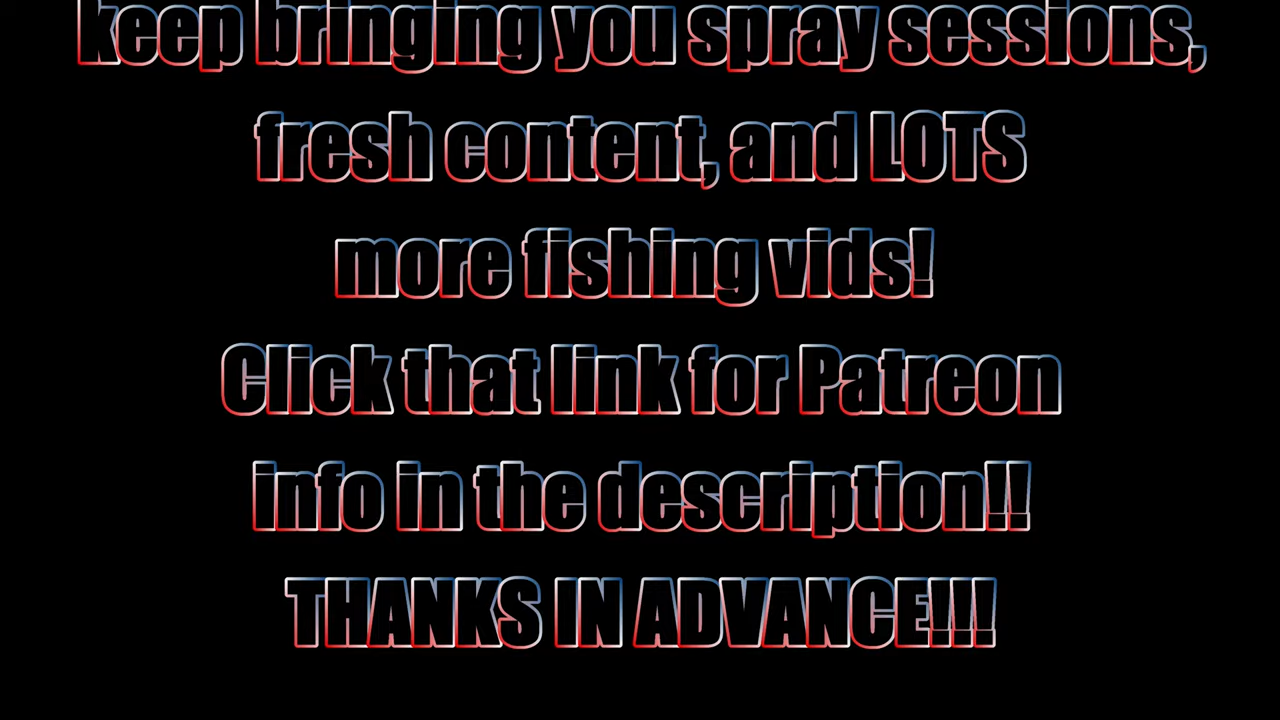 keep bringing you spray sessions,
fresh content, and LOTS
more fishing vids!
Click that link for Patreon
info in the description!!
THANKS IN ADVANCE!!!